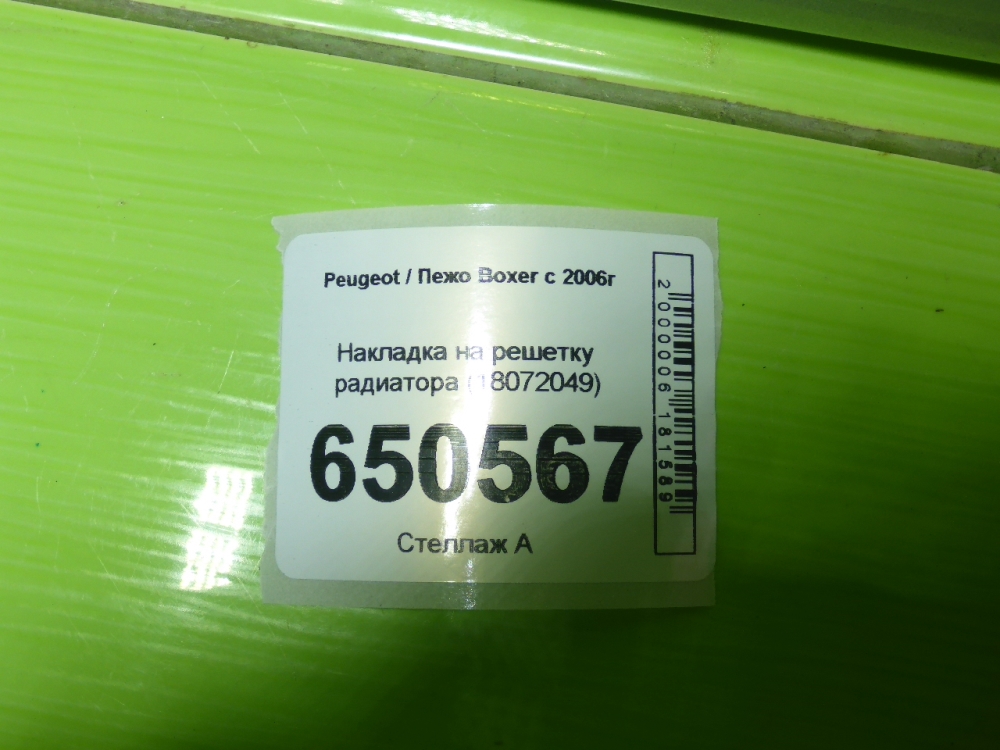 Peugeot / Пежо Boxer с 2006г
Накладка на решетку
радиатора (18072049)
650567
Стеллаж А
2000006181589